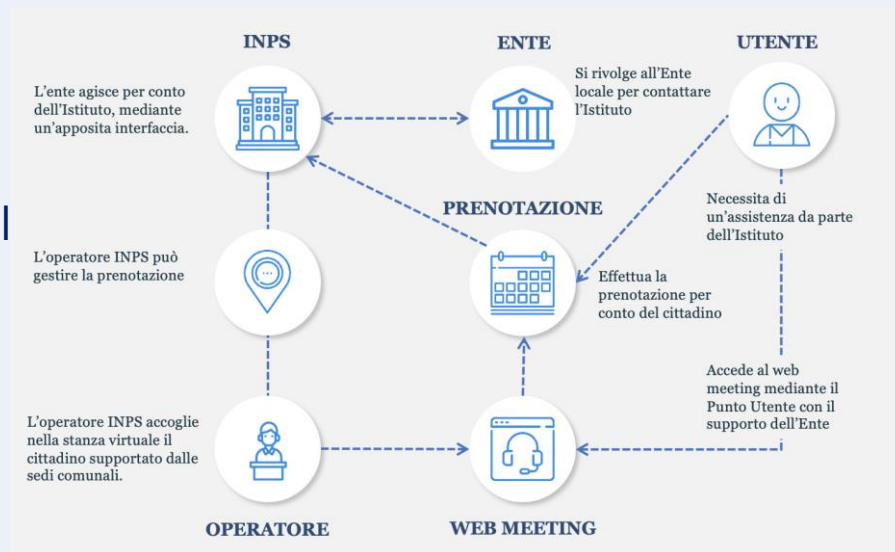 INPS
ENTE
UTENTE
L'ente agisce per conto
dell'Istituto, mediante
un'apposita interfaccia.
Si rivolge all'Ente
locale per contattare
l'Istituto
PRENOTAZIONE
Necessita di
un'assistenza da parte
dell'Istituto
L'operatore INPS può
gestire la prenotazione
Effettua la
prenotazione per
conto del cittadino
Accede al web
meeting mediante il
Punto Utente con il
supporto dell'Ente
L'operatore INPS accoglie
nella stanza virtuale il
cittadino supportato dalle
sedi comunali.
OPERATORE
WEB MEETING